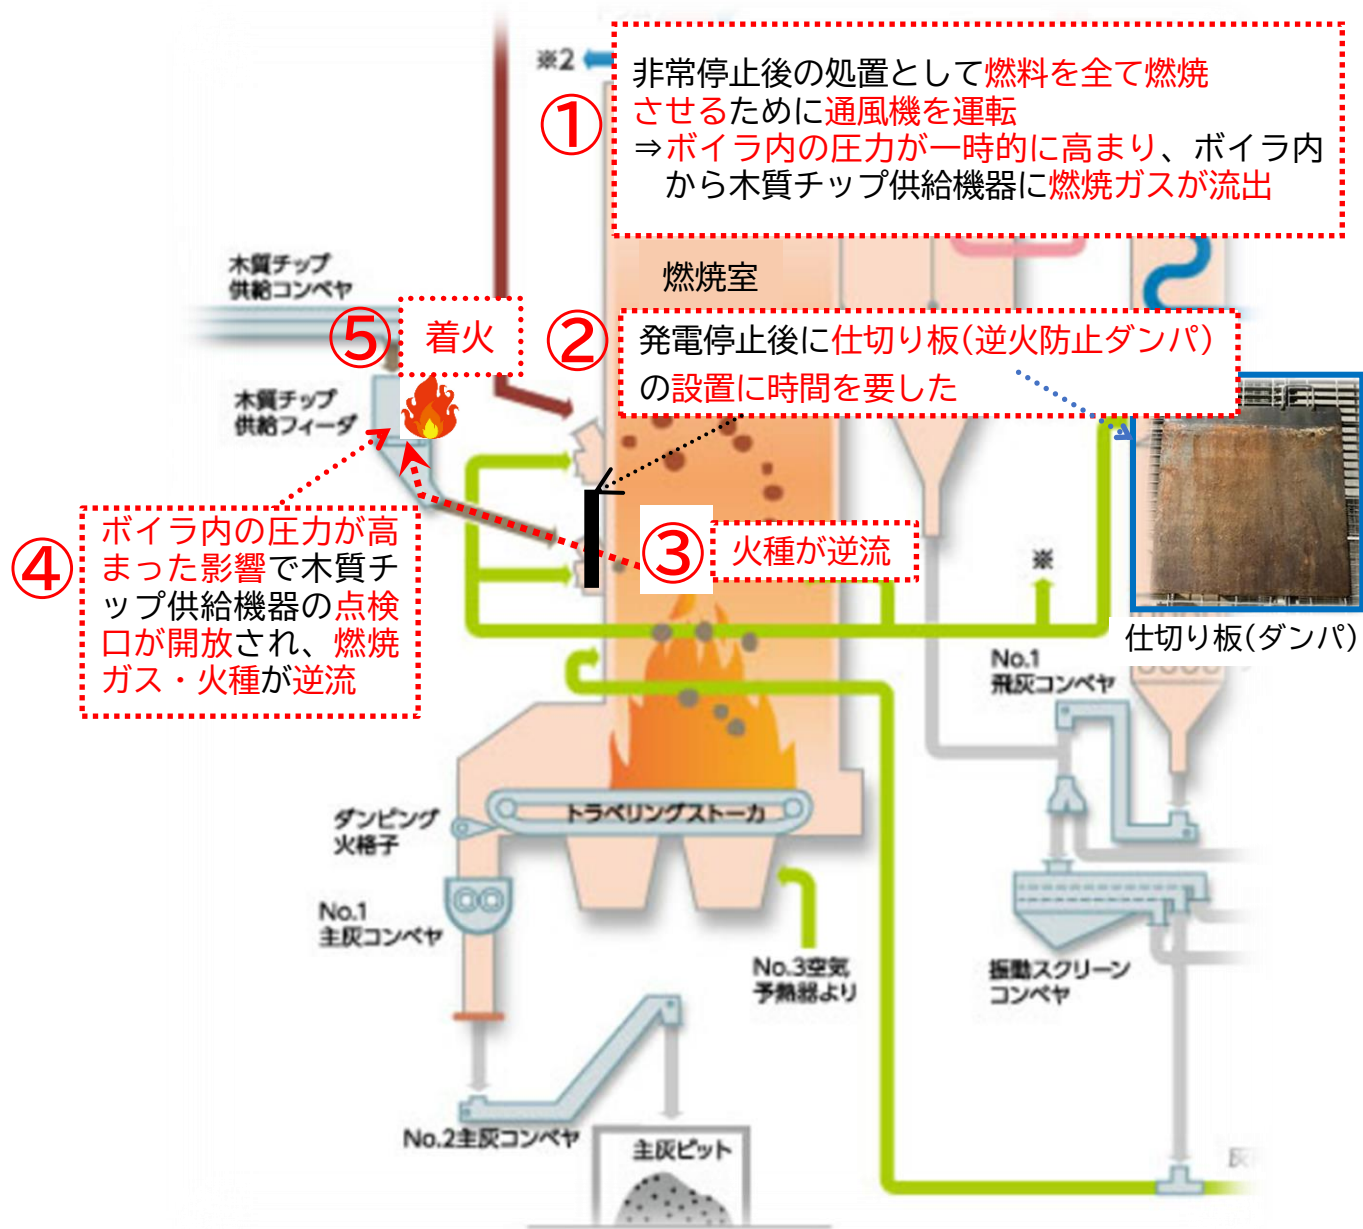 ※2
①
非常停止後の処置として燃料を全て燃焼
させるために通風機を運転
⇒ボイラ内の圧力が一時的に高まり、ボイラ内
から木質チップ供給機器に燃焼ガスが流出
木質チップ
供給コンベヤ
燃焼室
⑤
着火
②
発電停止後に仕切り板(逆火防止ダンパ)
の設置に時間を要した
木質チップ
供給フィーダ
④
ボイラ内の圧力が高
まった影響で木質チ
ップ供給機器の点検
口が開放され、燃焼
ガス・火種が逆流
③
火種が逆流
※
仕切り板(ダンパ)
No.1
飛灰コンベヤ
ダンピング
火格子
トラベリングストーカ
No.1
主灰コンベヤ
No.3空気
予熱器より
振動スクリーン
コンベヤ
No.2主灰コンベヤ
主灰ピット
灰